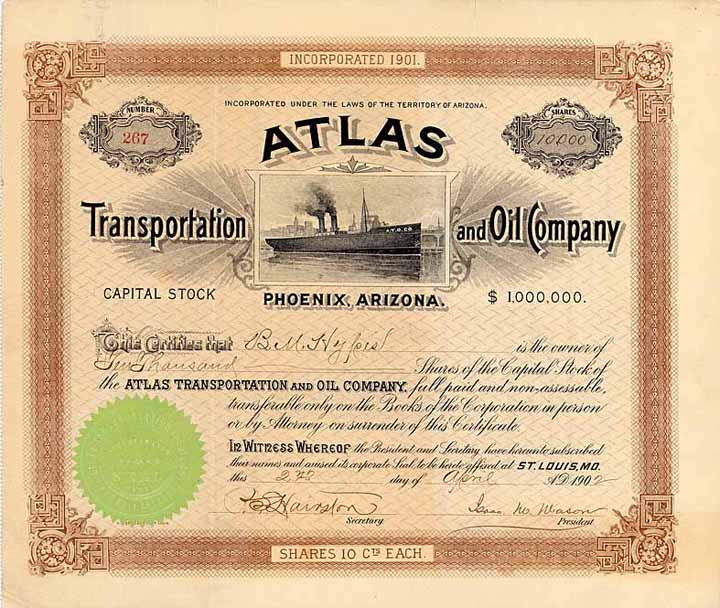 INCORPORATED 1901.
INCORPORATED UNDER THE LAWS OF THE TERRITORY OF ARIZONA.
NUMBER
267
SHARES
10000
ATLAS
A.T.O.CO
Transportation and Oil Company
CAPITAL STOCK PHOENIX, ARIZONA. $ 1,000,000.
This Certifies that B. M. is the owner of
Ten Thousand Shares of the Capital Stock of
the ATLAS TRANSPORTATION AND OIL COMPANY, full paid and non-assessable,
transferable only on the Books of the Corporation in person
or by Attorney on surrender of this Certificate.
IN WITNESS WHEREOF the President and Secretary have hereunto subscribed
their names and caused its corporate Seal to be hereto affixed at ST. LOUIS, MO.
this day of April A.D. 1902
Hairston Isaac M. Mason
Secretary President
SHARES 10 CTS EACH.